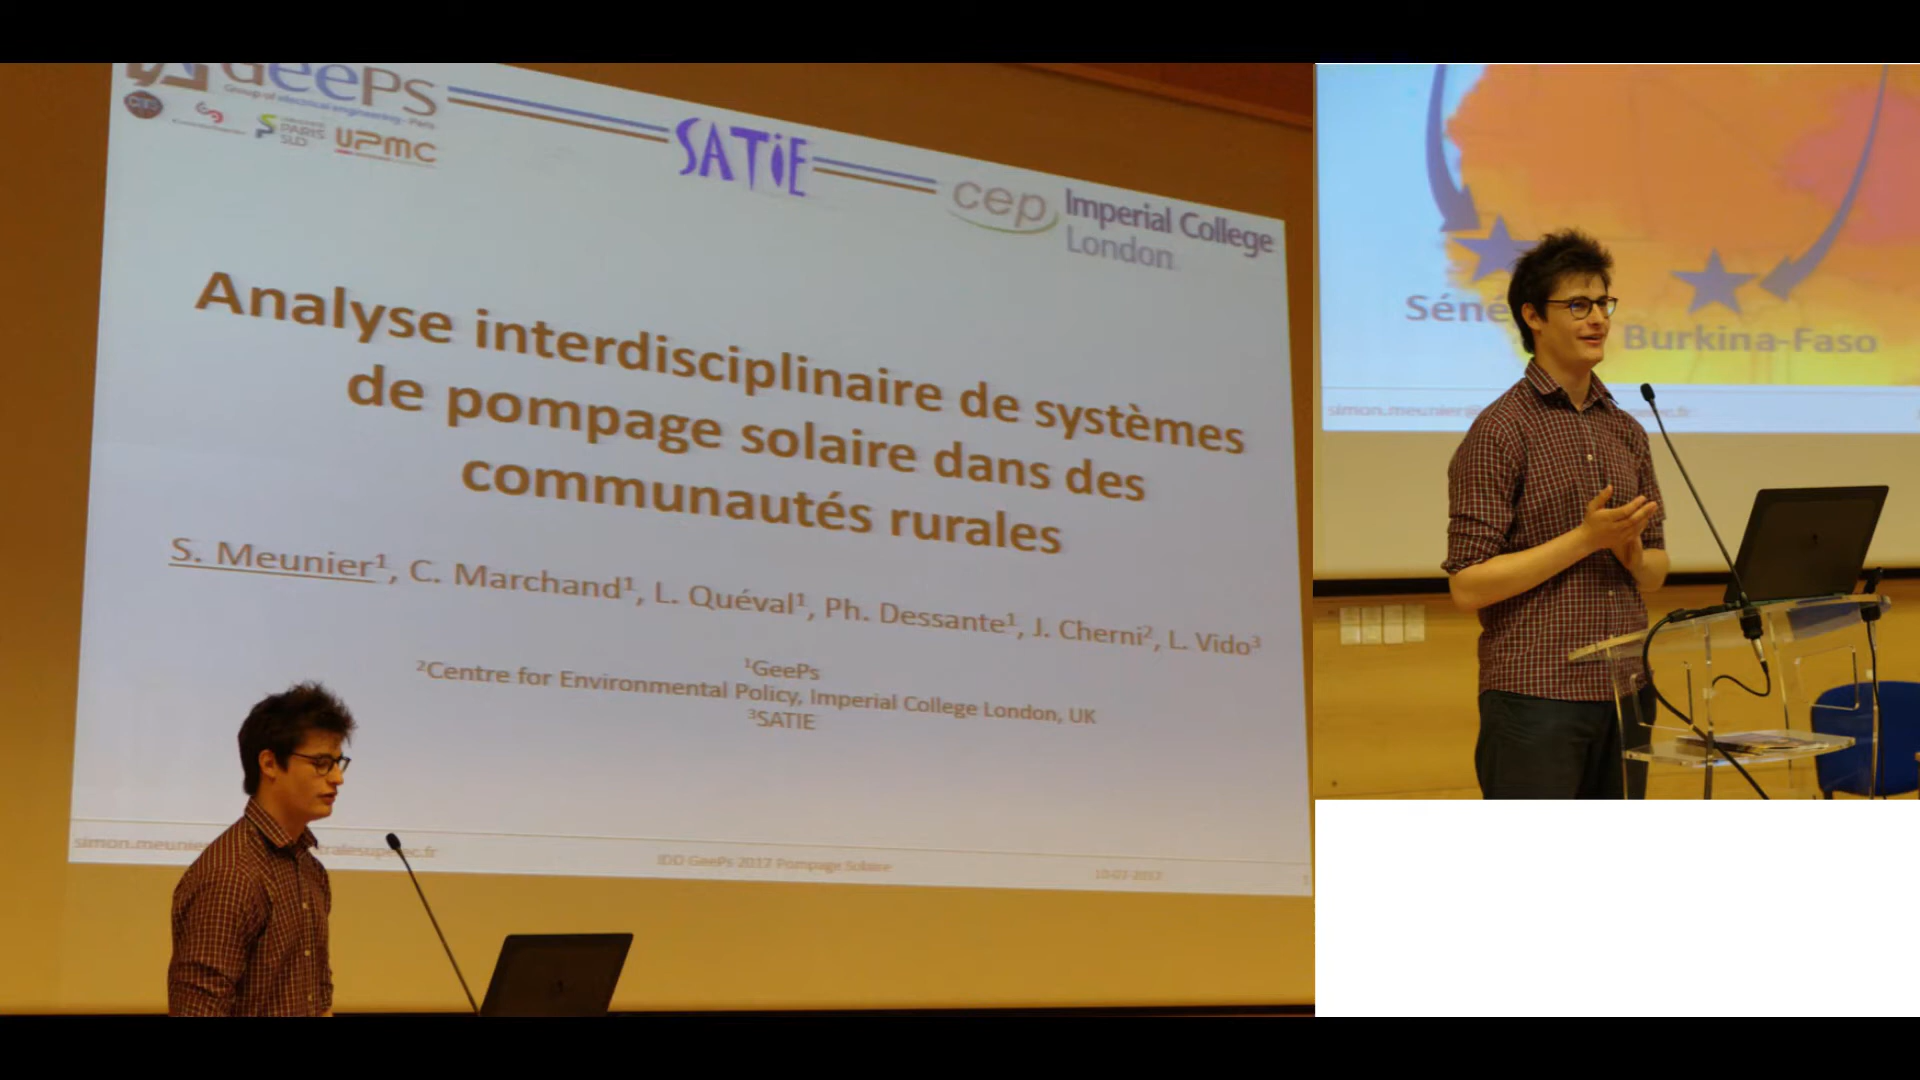 GeePs
Group of electrical engineering - Paris
PARIS
SUD
UPMC
SATIE
cep
Imperial College
London
Analyse interdisciplinaire de systèmes
de pompage solaire dans des
communautés rurales
S. Meunier¹, C. Marchand¹, L. Quéval¹, Ph. Dessante¹, J. Cherni², L. Vido³
¹GeePs
²Centre for Environmental Policy, Imperial College London, UK
³SATIE
IDD GeePs 2017 Pompage Solaire
10-07-2017
Burkina-Faso